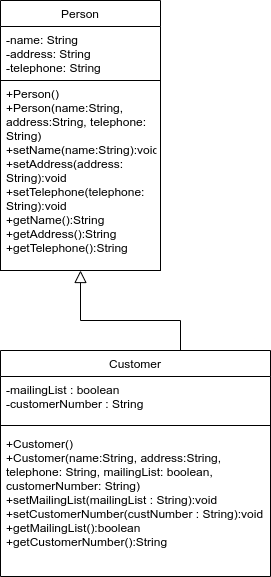 Person
-name: String
-address: String
-telephone: String
+Person()
+Person(name:String,
address:String, telephone:
String)
+setName(name:String):void
+setAddress(address:
String):void
+setTelephone(telephone:
String):void
+getName():String
+getAddress():String
+getTelephone():String
Customer
-mailingList : boolean
-customerNumber : String
+Customer()
+Customer(name:String, address:String,
telephone: String, mailingList: boolean,
customerNumber: String)
+setMailingList(mailingList : String):void
+setCustomerNumber(custNumber : String):void
+getMailingList():boolean
+getCustomerNumber():String